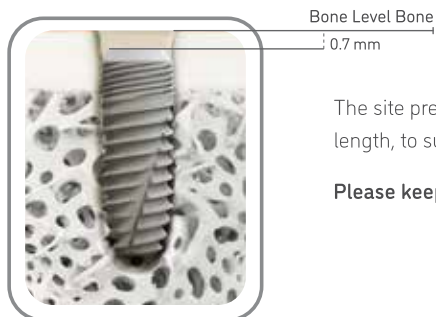 Bone Level Bone
0.7 mm
The site pre
length, to su
Please keep